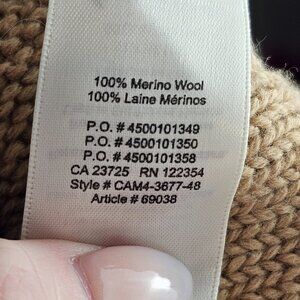 100% Merino Wool
100% Laine Mérinos
P.O. # 4500101349
P.O. # 4500101350
P.O. # 4500101358
CA 23725 RN 122354
Style # CAM4-3677-48
Article # 69038